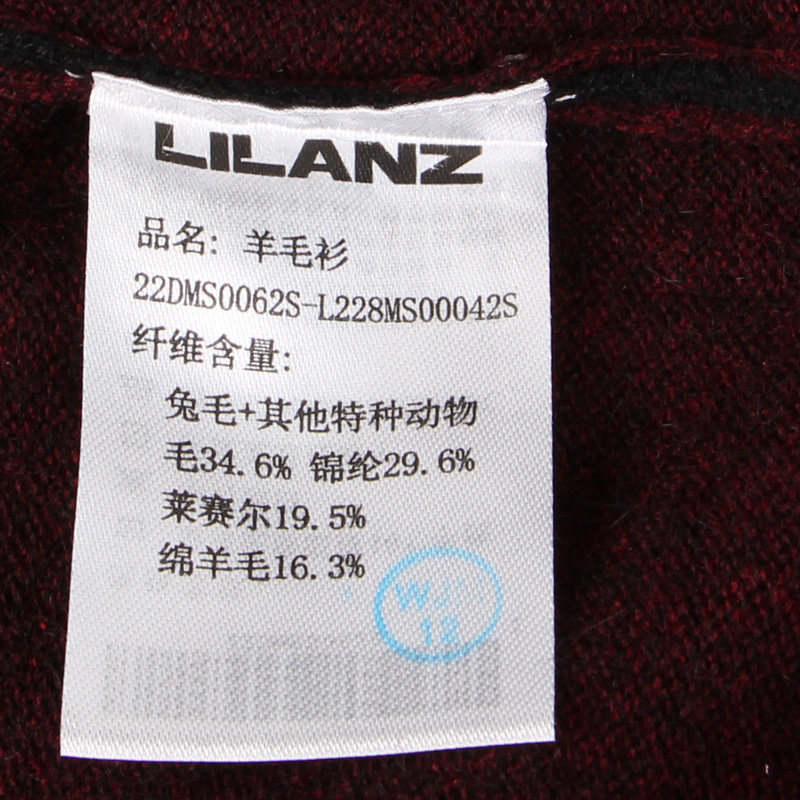 LILANZ
品名: 羊毛衫
22DMS0062S-L228MS00042S
纤维含量:
兔毛+其他特种动物
毛34.6% 锦纶29.6%
莱赛尔19.5%
绵羊毛16.3%
12